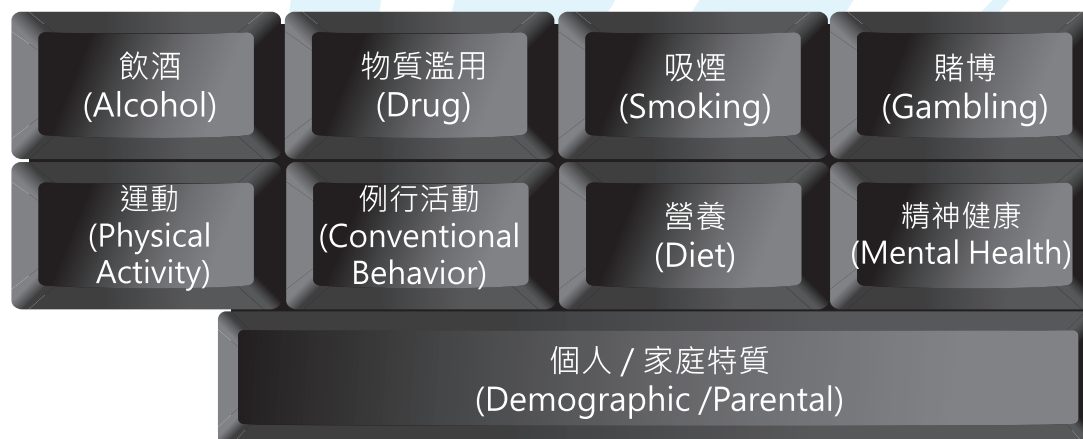 飲酒
(Alcohol)
物質濫用
(Drug)
吸煙
(Smoking)
賭博
(Gambling)
運動
(Physical
Activity)
例行活動
(Conventional
Behavior)
營養
(Diet)
精神健康
(Mental Health)
個人 / 家庭特質
(Demographic /Parental)